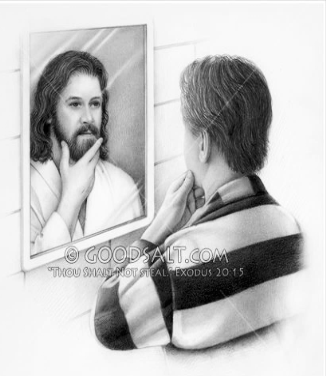 © GOODSALT.COM
"THOU SHALT NOT STEAL" EXODUS 20:15